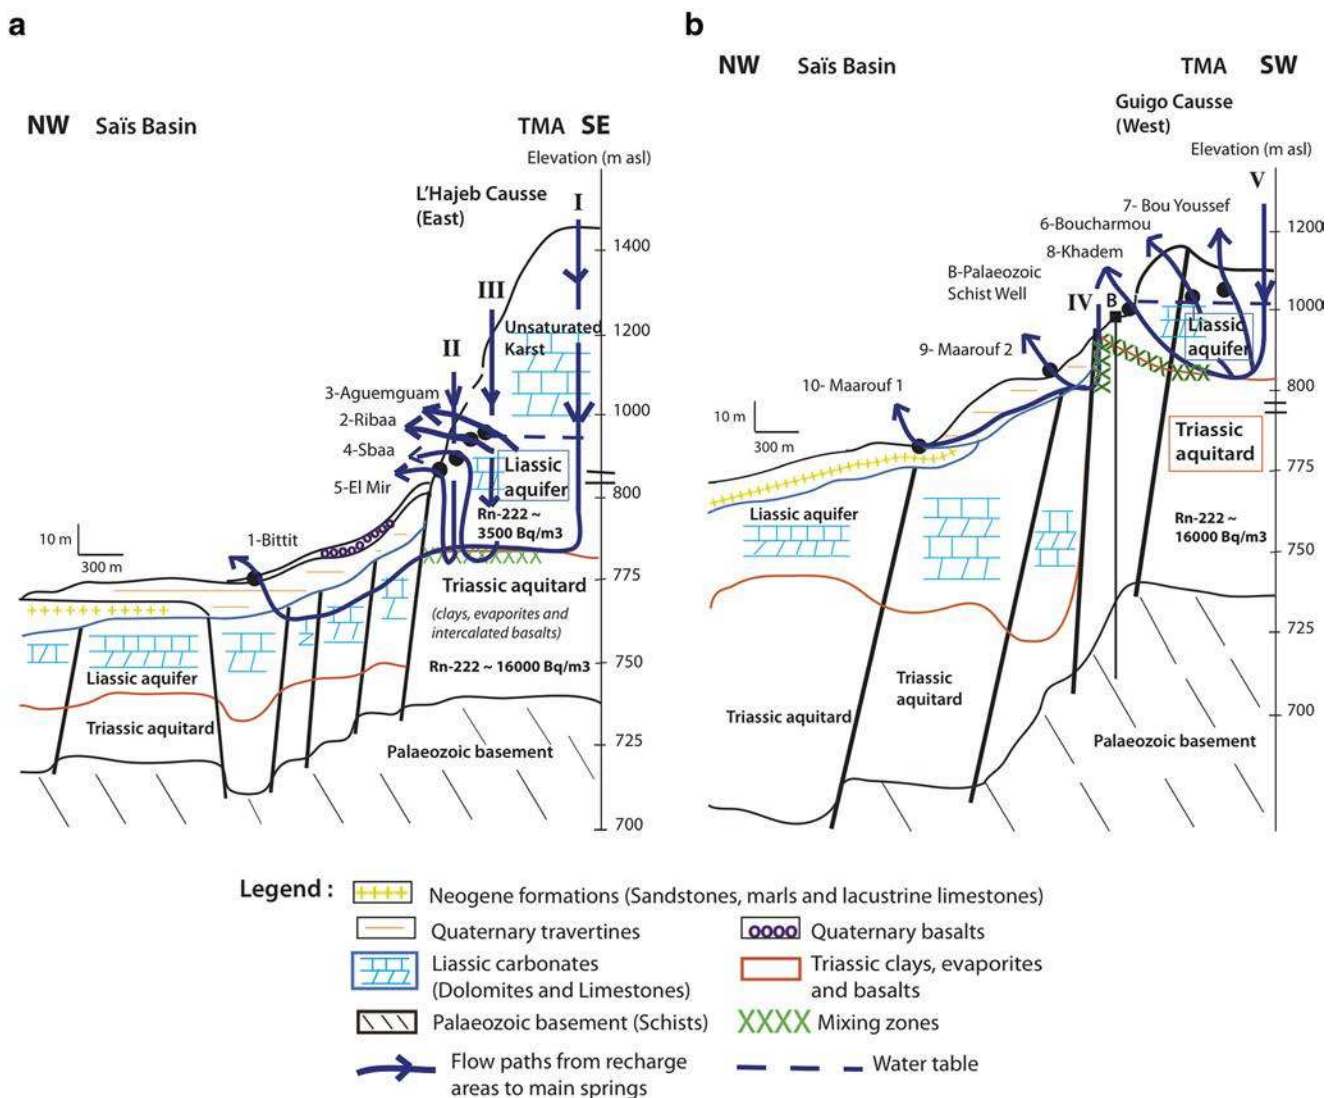 a
NW Saïs Basin TMA SE
Elevation (m asl)
L'Hajeb Causse
(East)
I
1400
III
Unsaturated
Karst
1200
II
3-Aguemguam
1000
2-Ribaa
4-Sbaa
Liassic
aquifer
5-El Mir
800
Rn-222 ~
3500 Bq/m3
10 m
300 m
1-Bittit
775
Triassic aquitard
(clays, evaporites and
intercalated basalts)
Rn-222 ~ 16000 Bq/m3
750
Liassic aquifer
Triassic aquitard
725
Palaeozoic basement
700
b
NW Saïs Basin TMA SW
Guigo Causse
(West)
Elevation (m asl)
V
7- Bou Youssef
6-Boucharmou
1200
8-Khadem
B-Palaeozoic
Schist Well
IV
B
1000
Liassic
aquifer
9- Maarouf 2
10- Maarouf 1
800
10 m
300 m
Triassic
aquitard
775
Liassic aquifer
Rn-222 ~
16000 Bq/m3
750
725
Triassic
aquitard
Triassic aquitard
700
Palaeozoic basement
Legend :
Neogene formations (Sandstones, marls and lacustrine limestones)
Quaternary travertines
Quaternary basalts
Liassic carbonates
(Dolomites and Limestones)
Triassic clays, evaporites
and basalts
Palaeozoic basement (Schists)
Mixing zones
Flow paths from recharge
areas to main springs
Water table